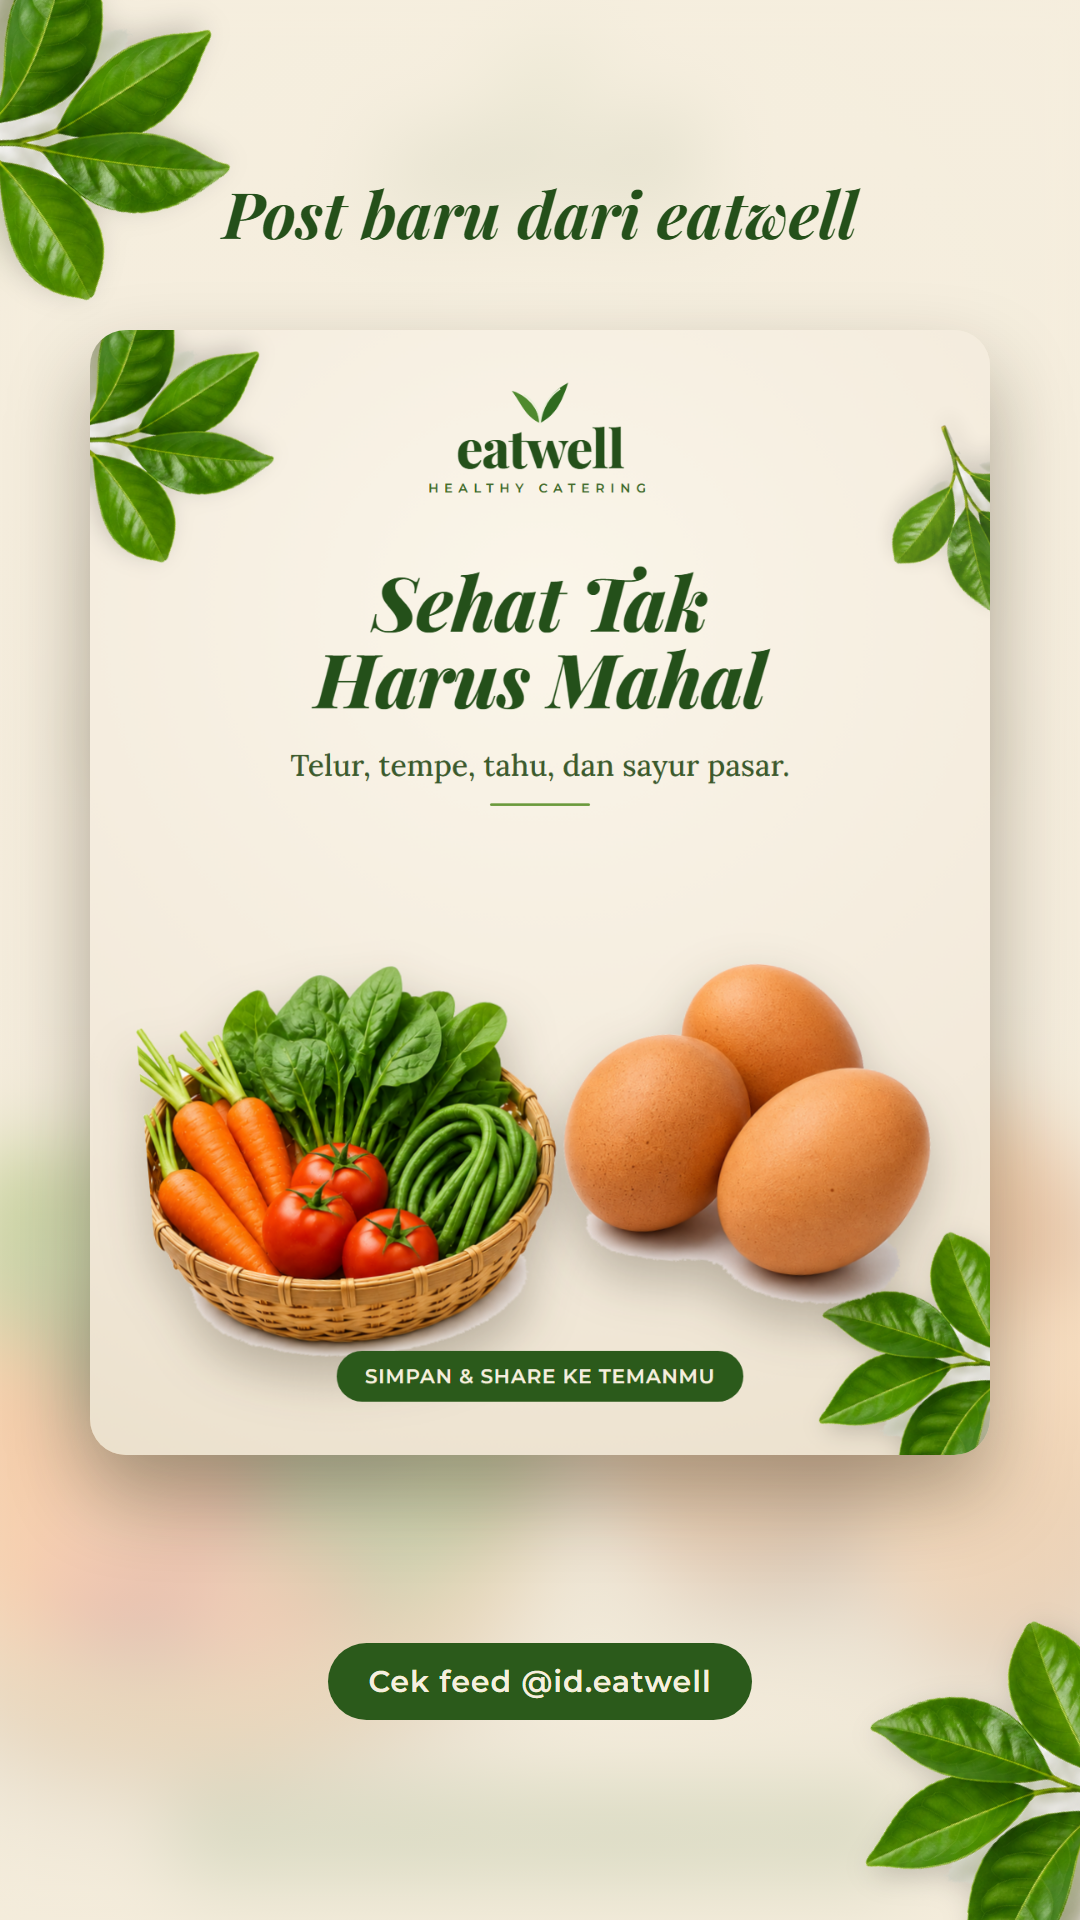 Post baru dari eatwell
eatwell
HEALTHY CATERING
Sehat Tak
Harus Mahal
Telur, tempe, tahu, dan sayur pasar.
SIMPAN & SHARE KE TEMANMU
Cek feed @id.eatwell